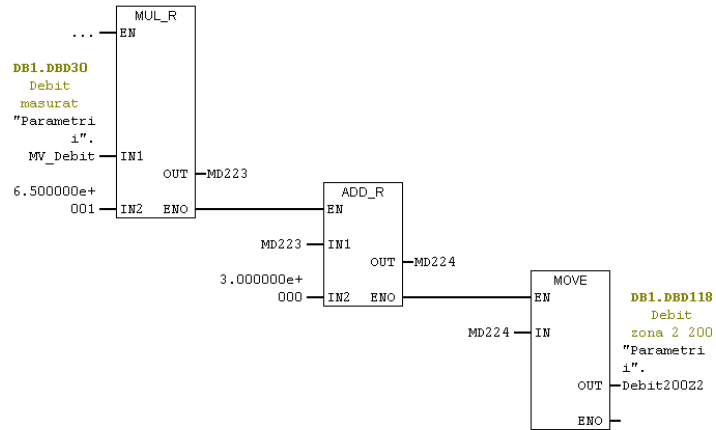 MUL_R
... EN
DB1.DBD30
Debit
masurat
"Parametri
i".
MV_Debit IN1
OUT MD223
6.500000e+
001 IN2 ENO
ADD_R
EN
MD223 IN1
OUT MD224
3.000000e+
000 IN2 ENO
MOVE
EN
DB1.DBD118
Debit
zona 2 200
MD224 IN
"Parametri
i".
OUT Debit200Z2
ENO